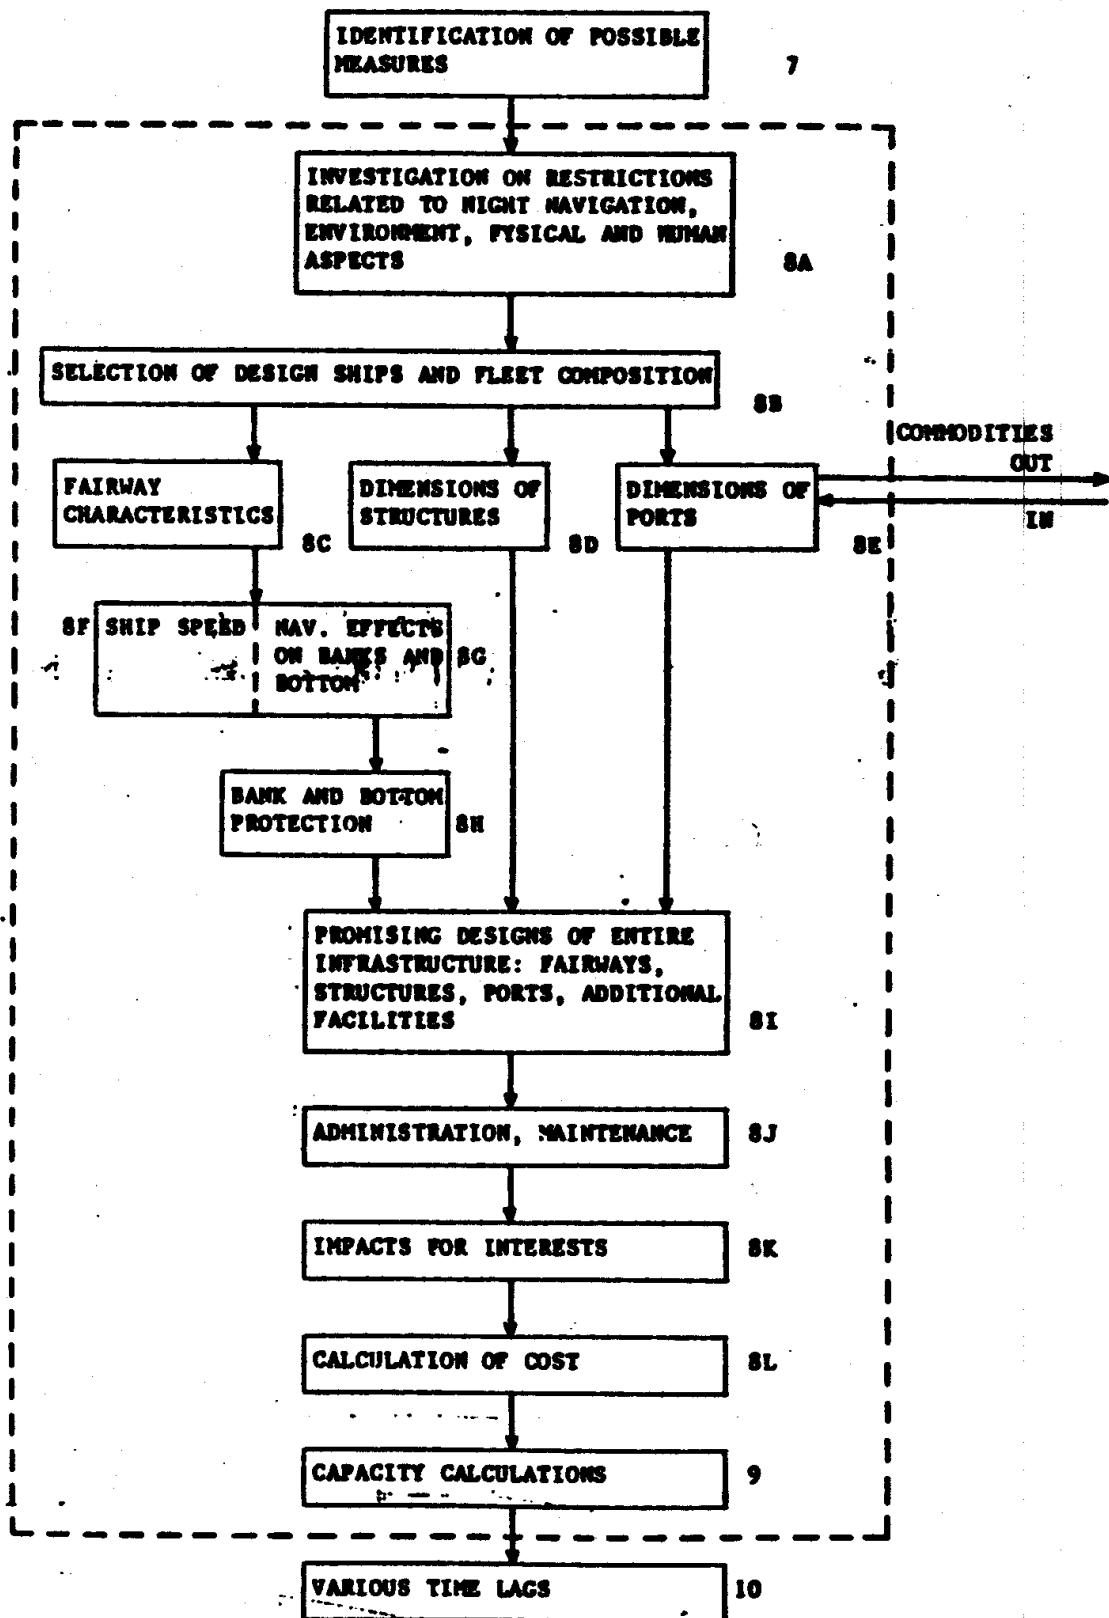 IDENTIFICATION OF POSSIBLE
MEASURES
7
INVESTIGATION ON RESTRICTIONS
RELATED TO NIGHT NAVIGATION,
ENVIRONMENT, FYSICAL AND HUMAN
ASPECTS
8A
SELECTION OF DESIGN SHIPS AND FLEET COMPOSITION
8B
COMMODITIES
OUT
IN
FAIRWAY
CHARACTERISTICS
8C
DIMENSIONS OF
STRUCTURES
8D
DIMENSIONS OF
PORTS
8E
8F SHIP SPEED
NAV. EFFECTS
ON BANKS AND
BOTTOM
8G
BANK AND BOTTOM
PROTECTION
8H
PROMISING DESIGNS OF ENTIRE
INFRASTRUCTURE: FAIRWAYS,
STRUCTURES, PORTS, ADDITIONAL
FACILITIES
8I
ADMINISTRATION, MAINTENANCE 8J
IMPACTS FOR INTERESTS 8K
CALCULATION OF COST 8L
CAPACITY CALCULATIONS 9
VARIOUS TIME LAGS 10